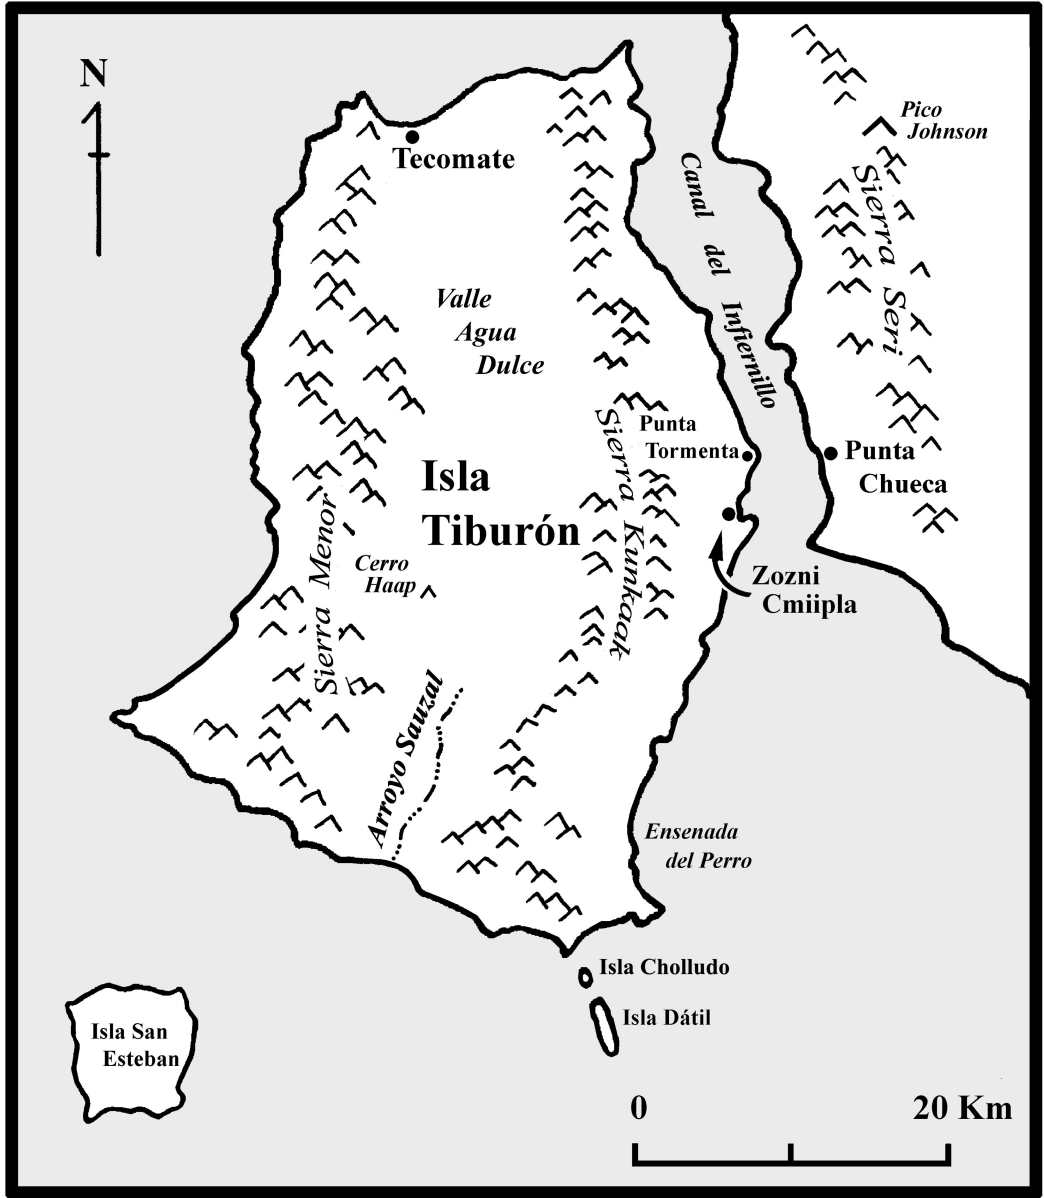 N
Pico
Johnson
Tecomate
Canal del Infiernillo
Sierra Seri
Valle
Agua
Dulce
Punta
Tormenta
Punta
Chueca
Isla
Tiburón
Sierra Kunkaak
Sierra Menor
Cerro
Haap
Zozni
Cmiipla
Arroyo Sauzal
Ensenada
del Perro
Isla Cholludo
Isla Dátil
Isla San
Esteban
0 20 Km